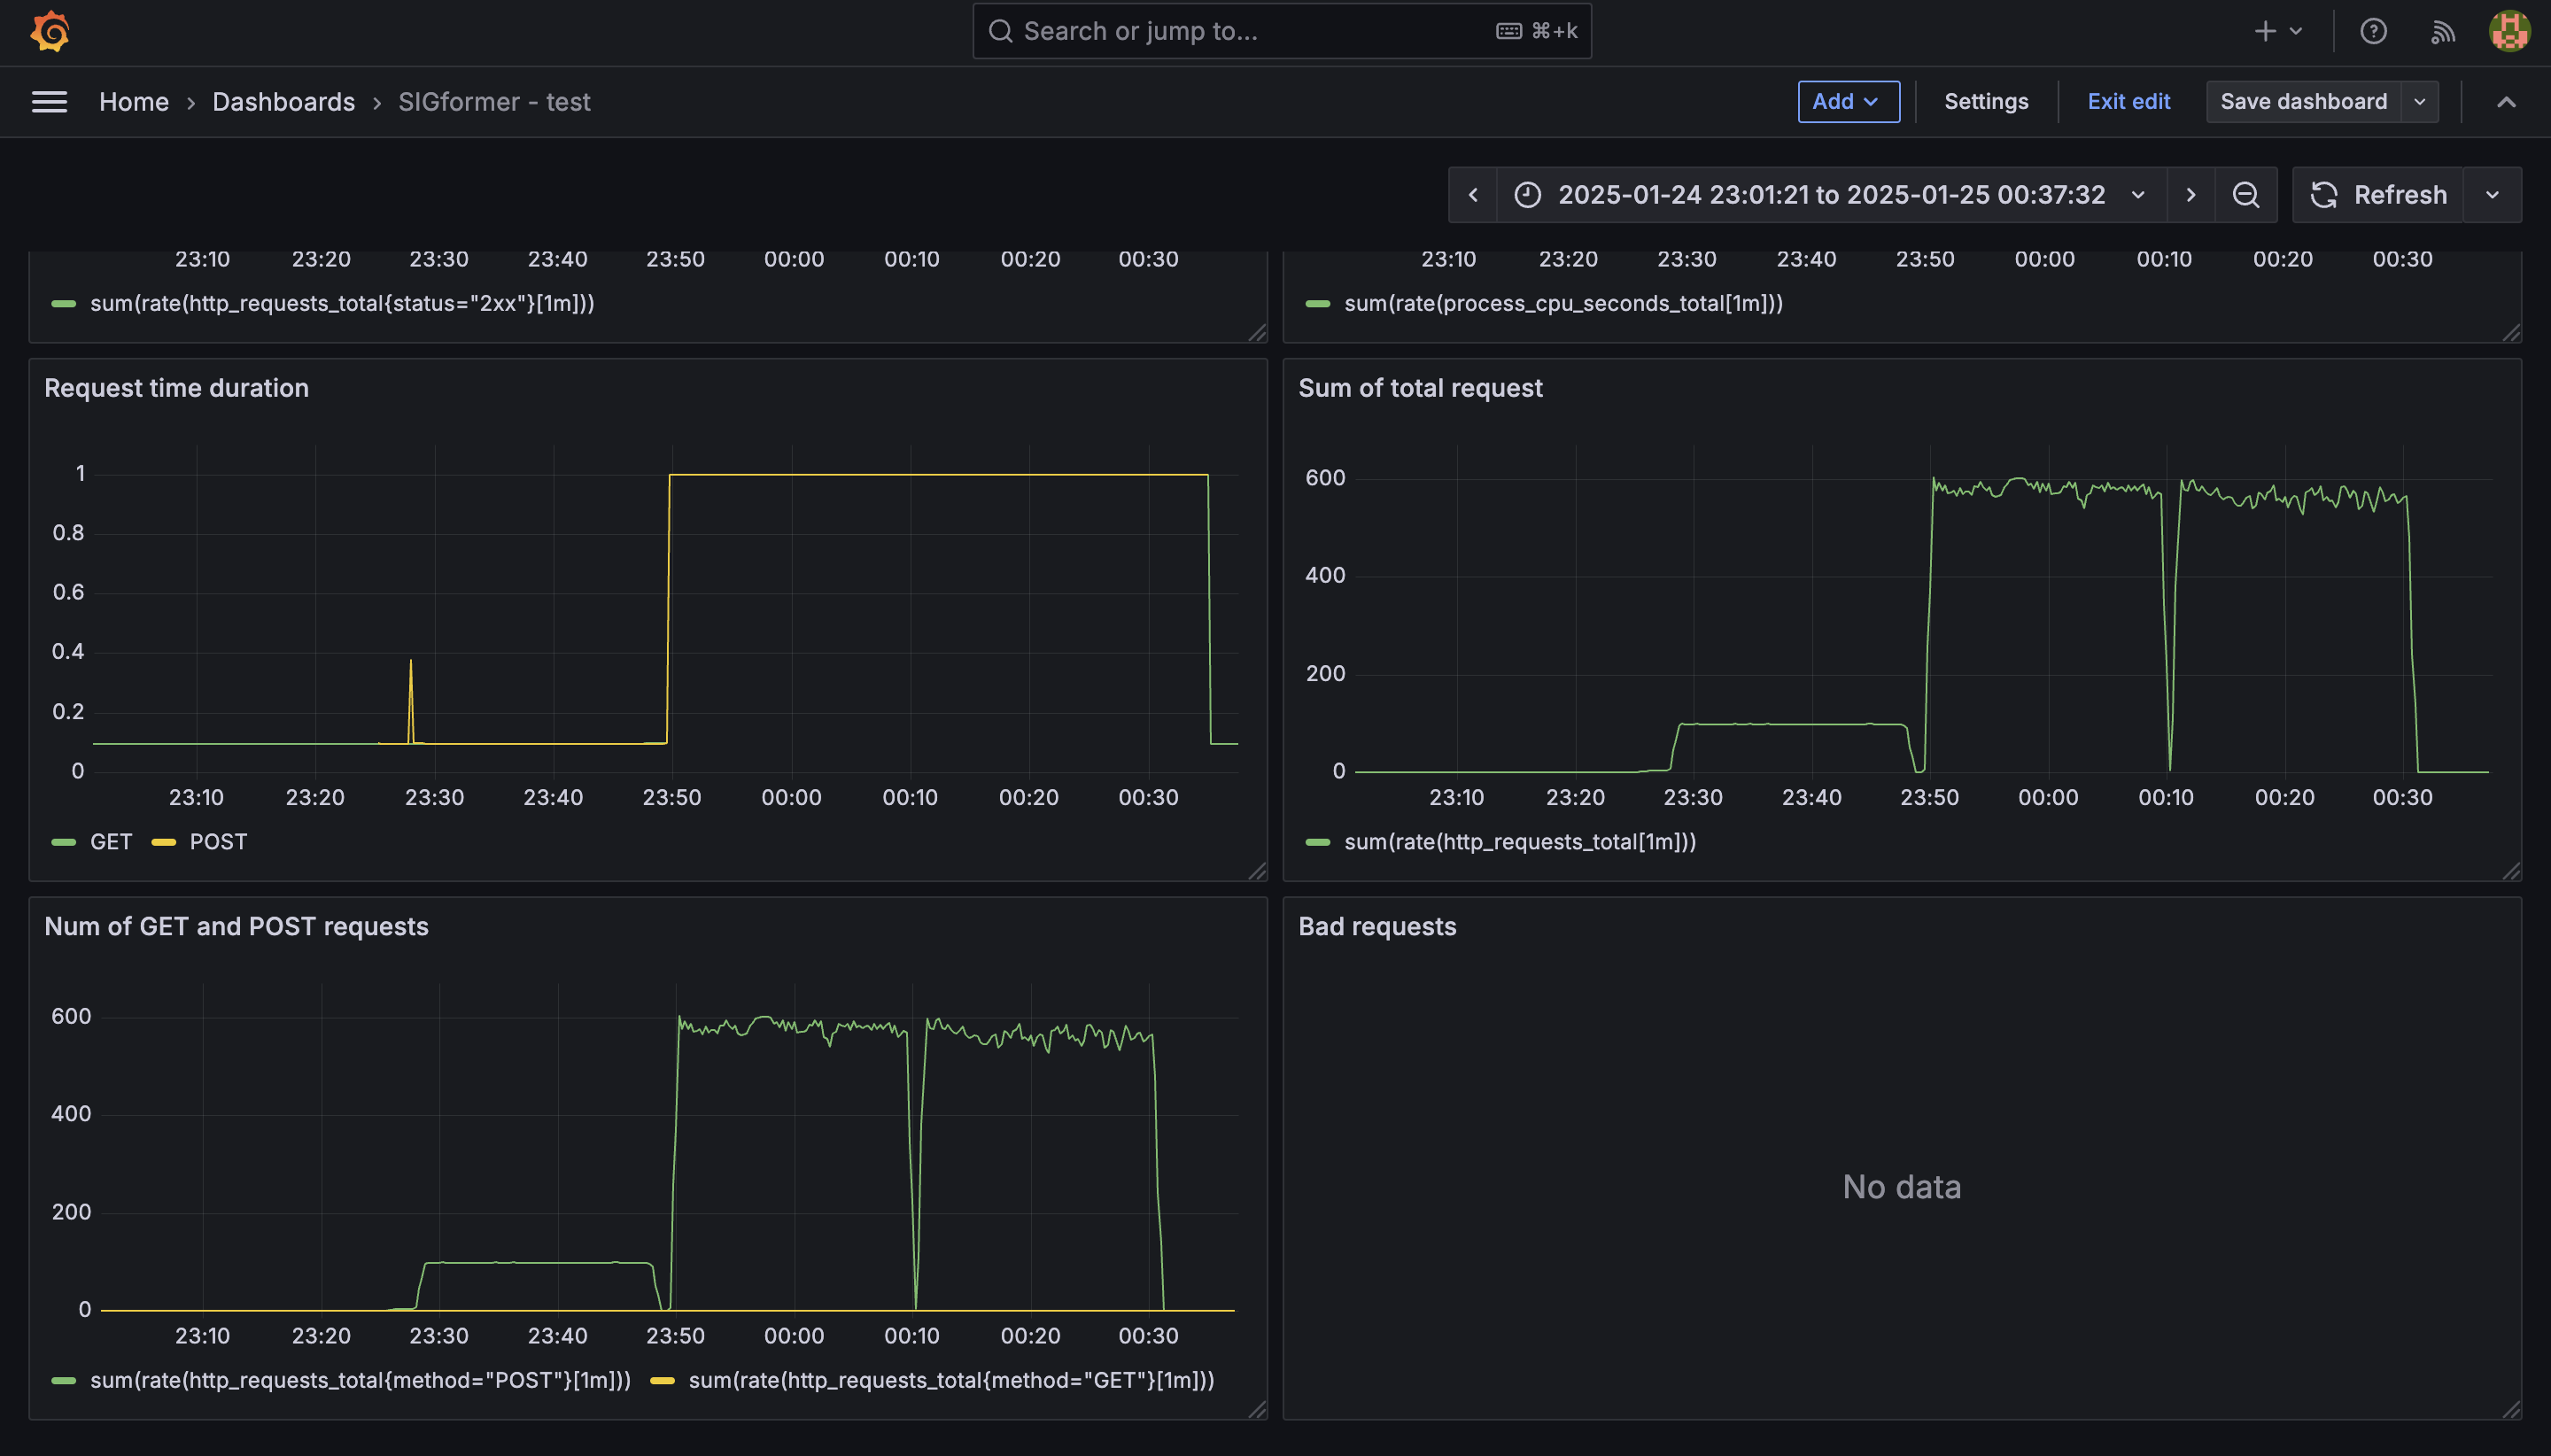 Search or jump to...
⌘+k
Home › Dashboards › SIGformer - test
Add
Settings
Exit edit
Save dashboard
2025-01-24 23:01:21 to 2025-01-25 00:37:32
Refresh
23:10 23:20 23:30 23:40 23:50 00:00 00:10 00:20 00:30
sum(rate(http_requests_total{status="2xx"}[1m]))
23:10 23:20 23:30 23:40 23:50 00:00 00:10 00:20 00:30
sum(rate(process_cpu_seconds_total[1m]))
Request time duration
1
0.8
0.6
0.4
0.2
0
23:10 23:20 23:30 23:40 23:50 00:00 00:10 00:20 00:30
GET POST
Sum of total request
600
400
200
0
23:10 23:20 23:30 23:40 23:50 00:00 00:10 00:20 00:30
sum(rate(http_requests_total[1m]))
Num of GET and POST requests
600
400
200
0
23:10 23:20 23:30 23:40 23:50 00:00 00:10 00:20 00:30
sum(rate(http_requests_total{method="POST"}[1m])) sum(rate(http_requests_total{method="GET"}[1m]))
Bad requests
No data